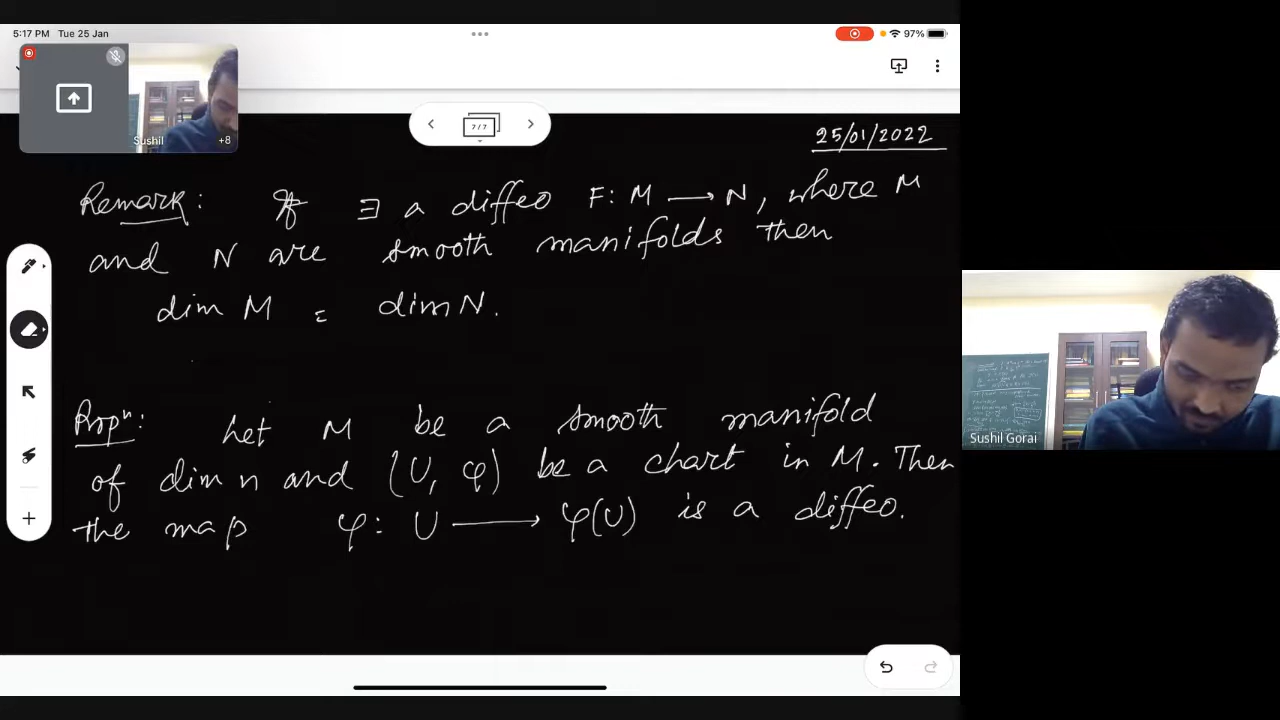 5:17 PM Tue 25 Jan
97%
Sushil
+8
7/7
25/01/2022
Remark: If ∃ a diffeo F: M ⟶ N, where M
and N are smooth manifolds then
dim M = dim N.
Propⁿ: Let M be a smooth manifold
of dim n and (U, φ) be a chart in M. Then
the map φ: U ⟶ φ(U) is a diffeo.
Sushil Gorai